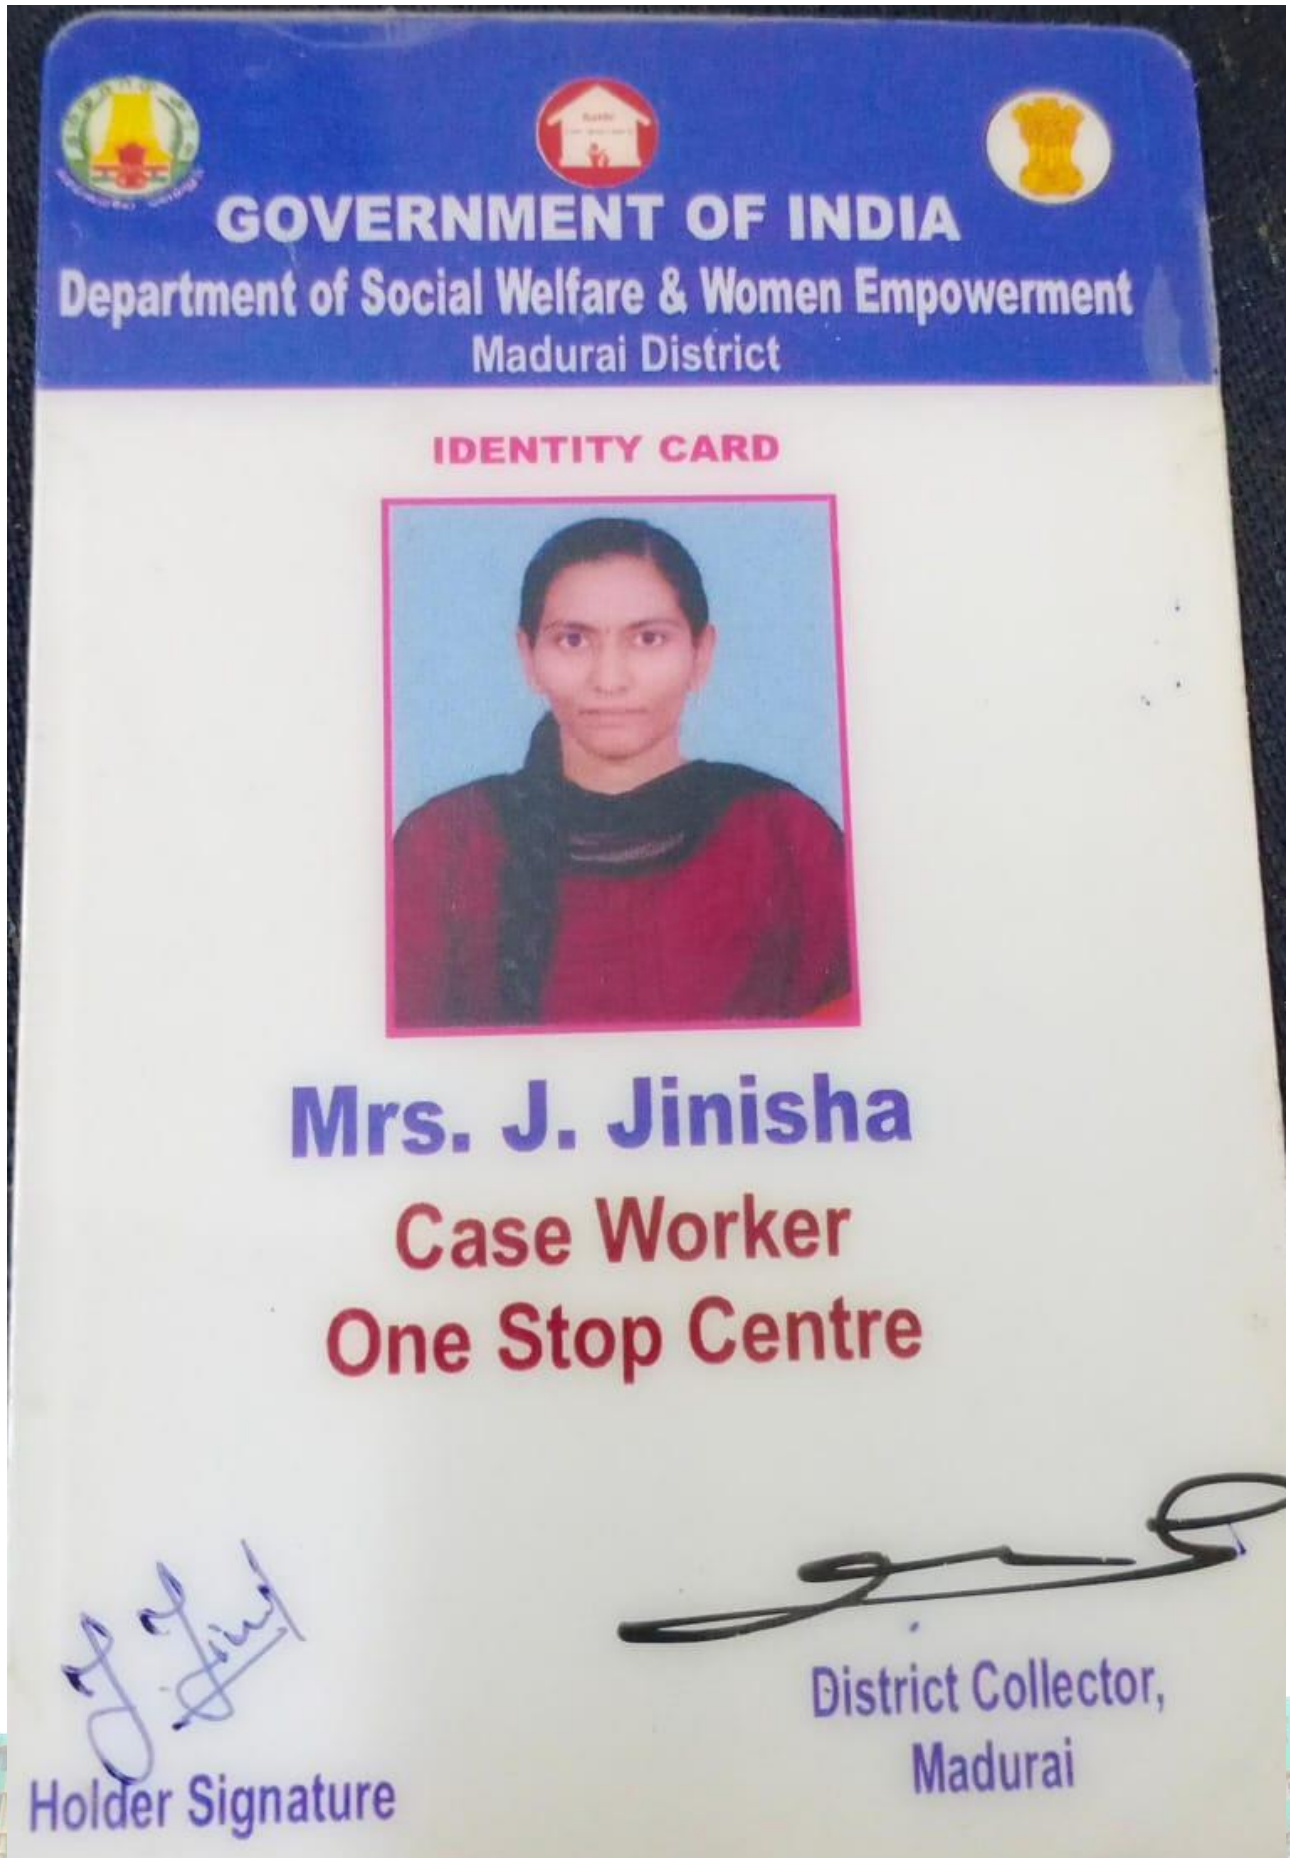 GOVERNMENT OF INDIA
Department of Social Welfare & Women Empowerment
Madurai District
IDENTITY CARD
Mrs. J. Jinisha
Case Worker
One Stop Centre
J. Jini
Holder Signature
District Collector,
Madurai